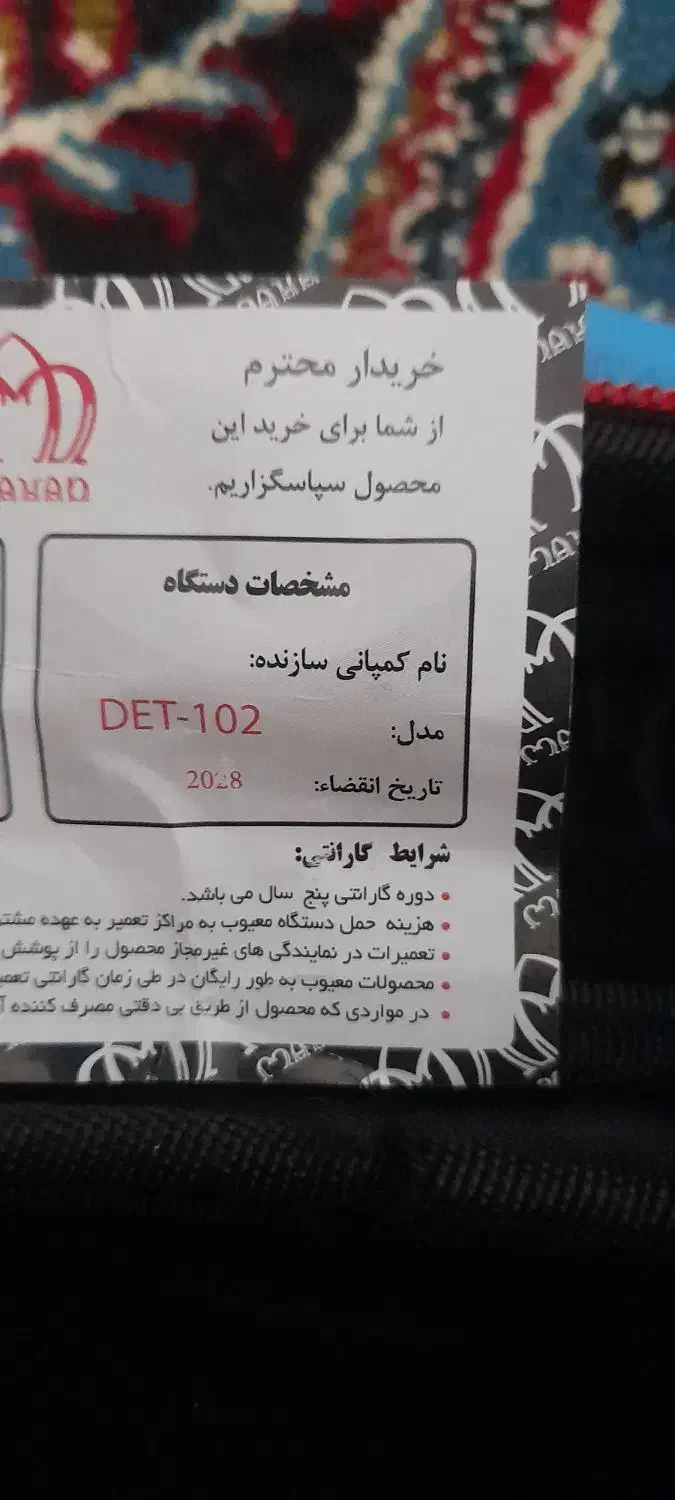 خریدار محترم
از شما برای خرید این
محصول سپاسگزاریم.
مشخصات دستگاه
نام کمپانی سازنده:
مدل: DET-102
تاریخ انقضاء: 2028
شرایط گارانتی:
• دوره گارانتی پنج سال می باشد.
• هزینه حمل دستگاه معیوب به مراکز تعمیر به عهده
• تعمیرات در نمایندگی های غیرمجاز محصول را از پوشش
• محصولات معیوب به طور رایگان در طی زمان گارانتی
• در مواردی که محصول از طریق بی دقتی مصرف کننده